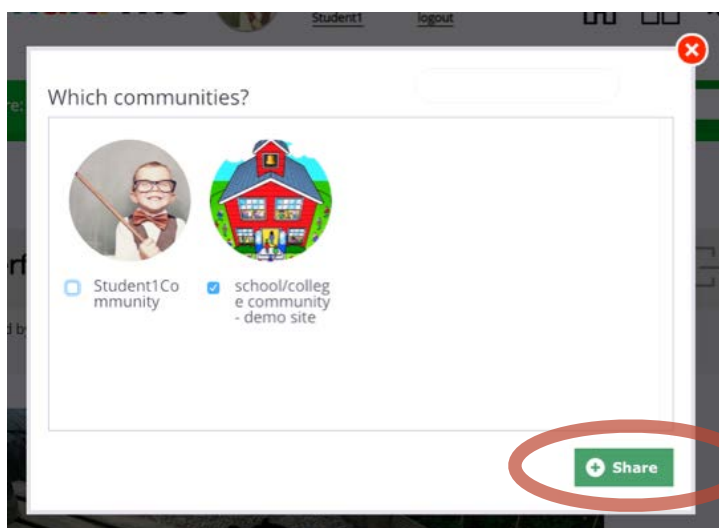 Student1 logout
Which communities?
Student1Co
mmunity
school/colleg
e community
- demo site
Share